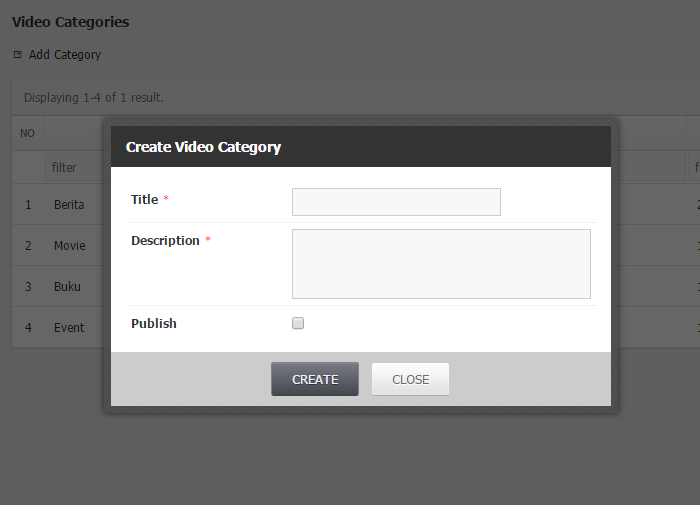 Video Categories
Add Category
Displaying 1-4 of 1 result.
NO
filter
1 Berita
2 Movie
3 Buku
4 Event
Create Video Category
Title *
Description *
Publish
CREATE CLOSE